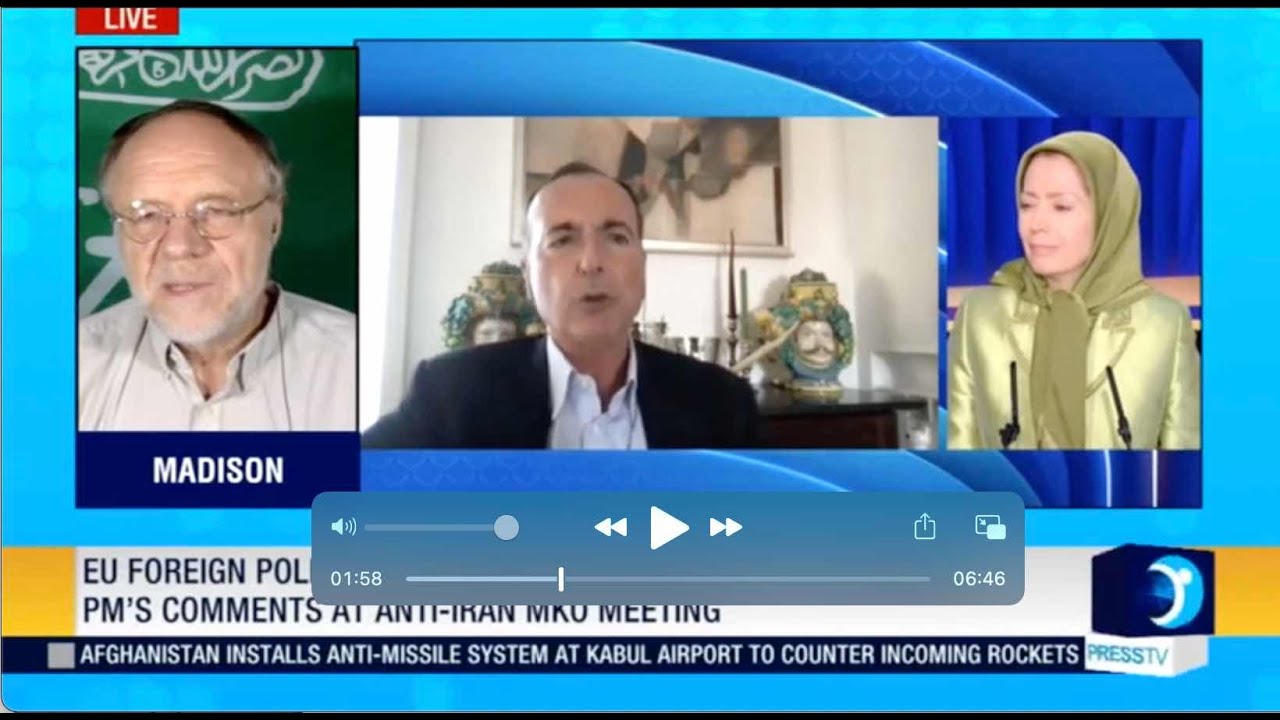 LIVE
MADISON
01:58
06:46
EU FOREIGN POL
PM'S COMMENTS AT ANTI-IRAN MKO MEETING
AFGHANISTAN INSTALLS ANTI-MISSILE SYSTEM AT KABUL AIRPORT TO COUNTER INCOMING ROCKETS
PRESSTV